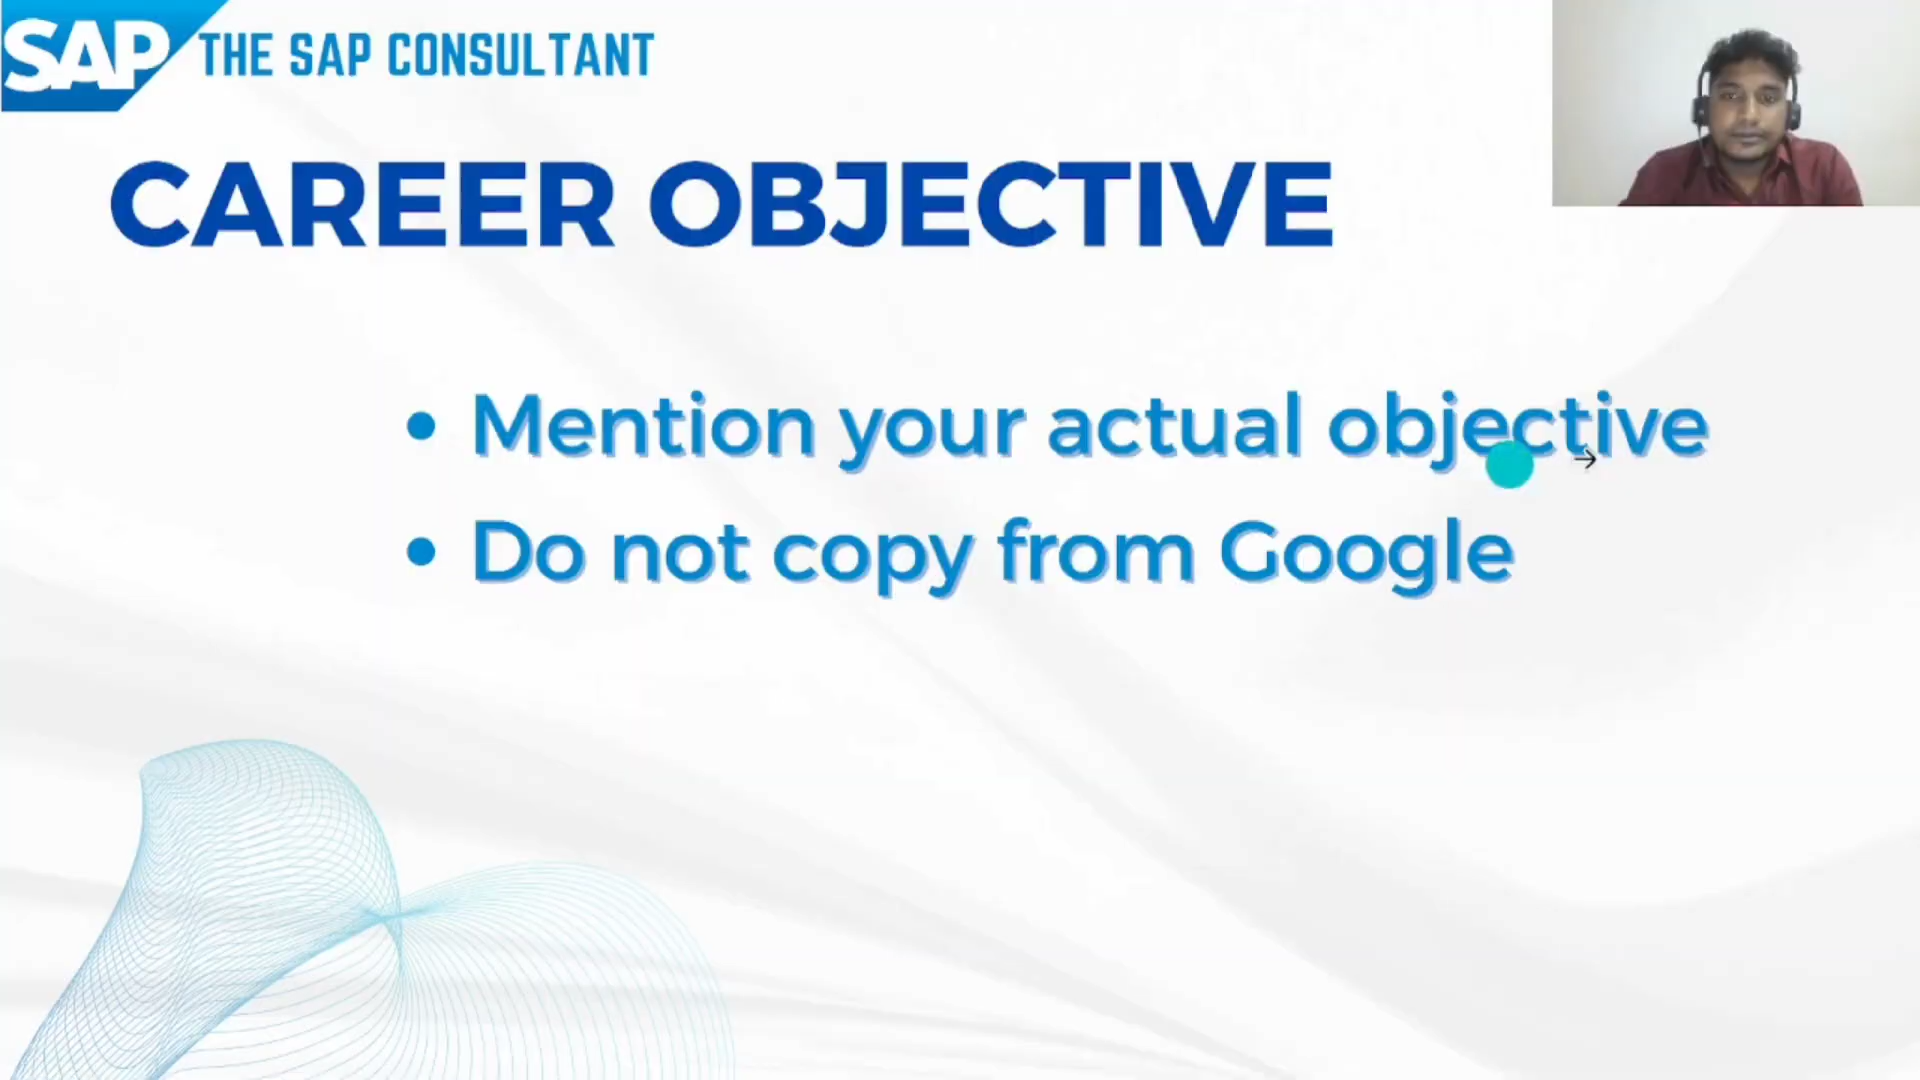 SAP THE SAP CONSULTANT
CAREER OBJECTIVE
• Mention your actual objective
• Do not copy from Google